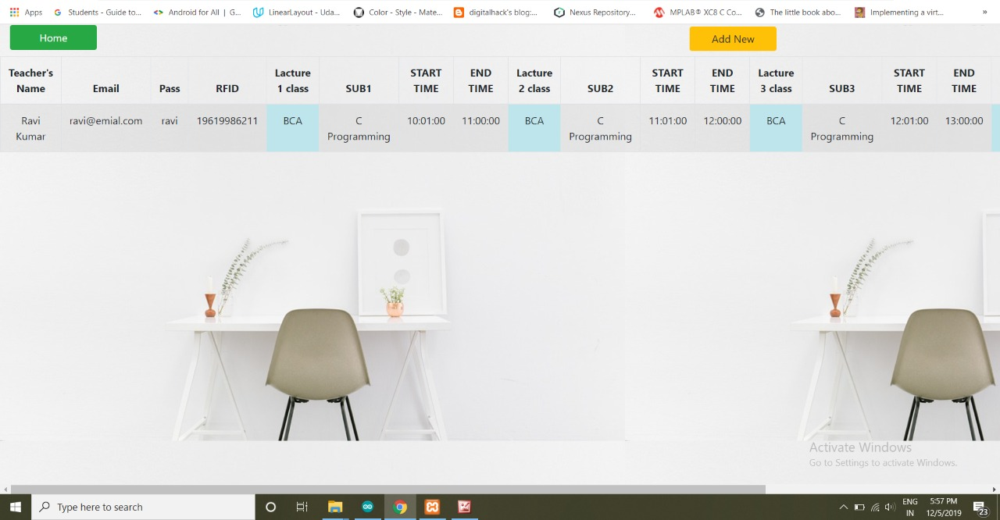 Apps Students - Guide to... Android for All | G... LinearLayout - Uda... Color - Style - Mate... digitalhack's blog:... Nexus Repository... MPLAB® XC8 C Co... The little book abo... Implementing a virt... »
Home Add New
Teacher's Name Email Pass RFID Lacture 1 class SUB1 START TIME END TIME Lacture 2 class SUB2 START TIME END TIME Lacture 3 class SUB3 START TIME END TIME
Ravi Kumar ravi@emial.com ravi 19619986211 BCA C Programming 10:01:00 11:00:00 BCA C Programming 11:01:00 12:00:00 BCA C Programming 12:01:00 13:00:00
Activate Windows
Go to Settings to activate Windows.
Type here to search ENG IN 5:57 PM 12/5/2019 23